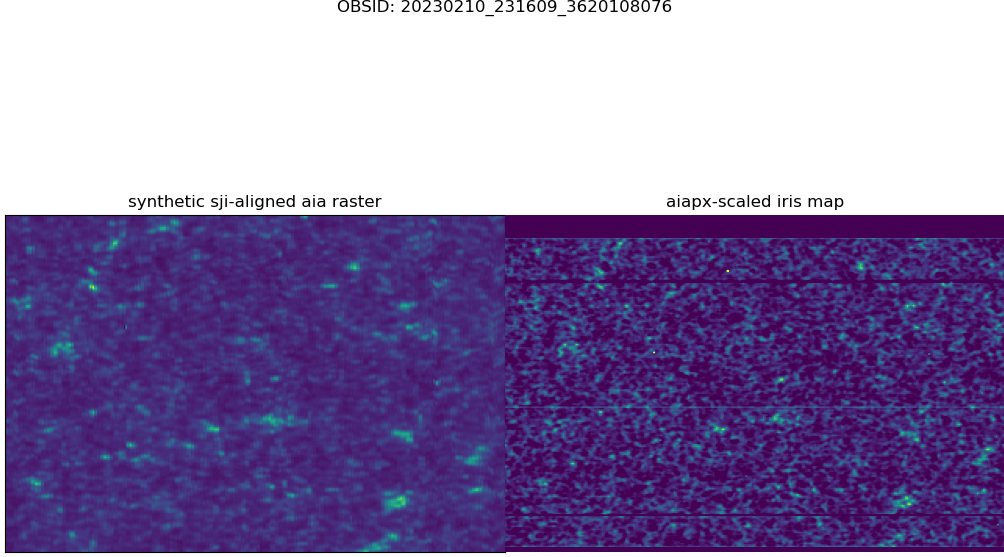 OBSID: 20230210_231609_3620108076
synthetic sji-aligned aia raster
aiapx-scaled iris map